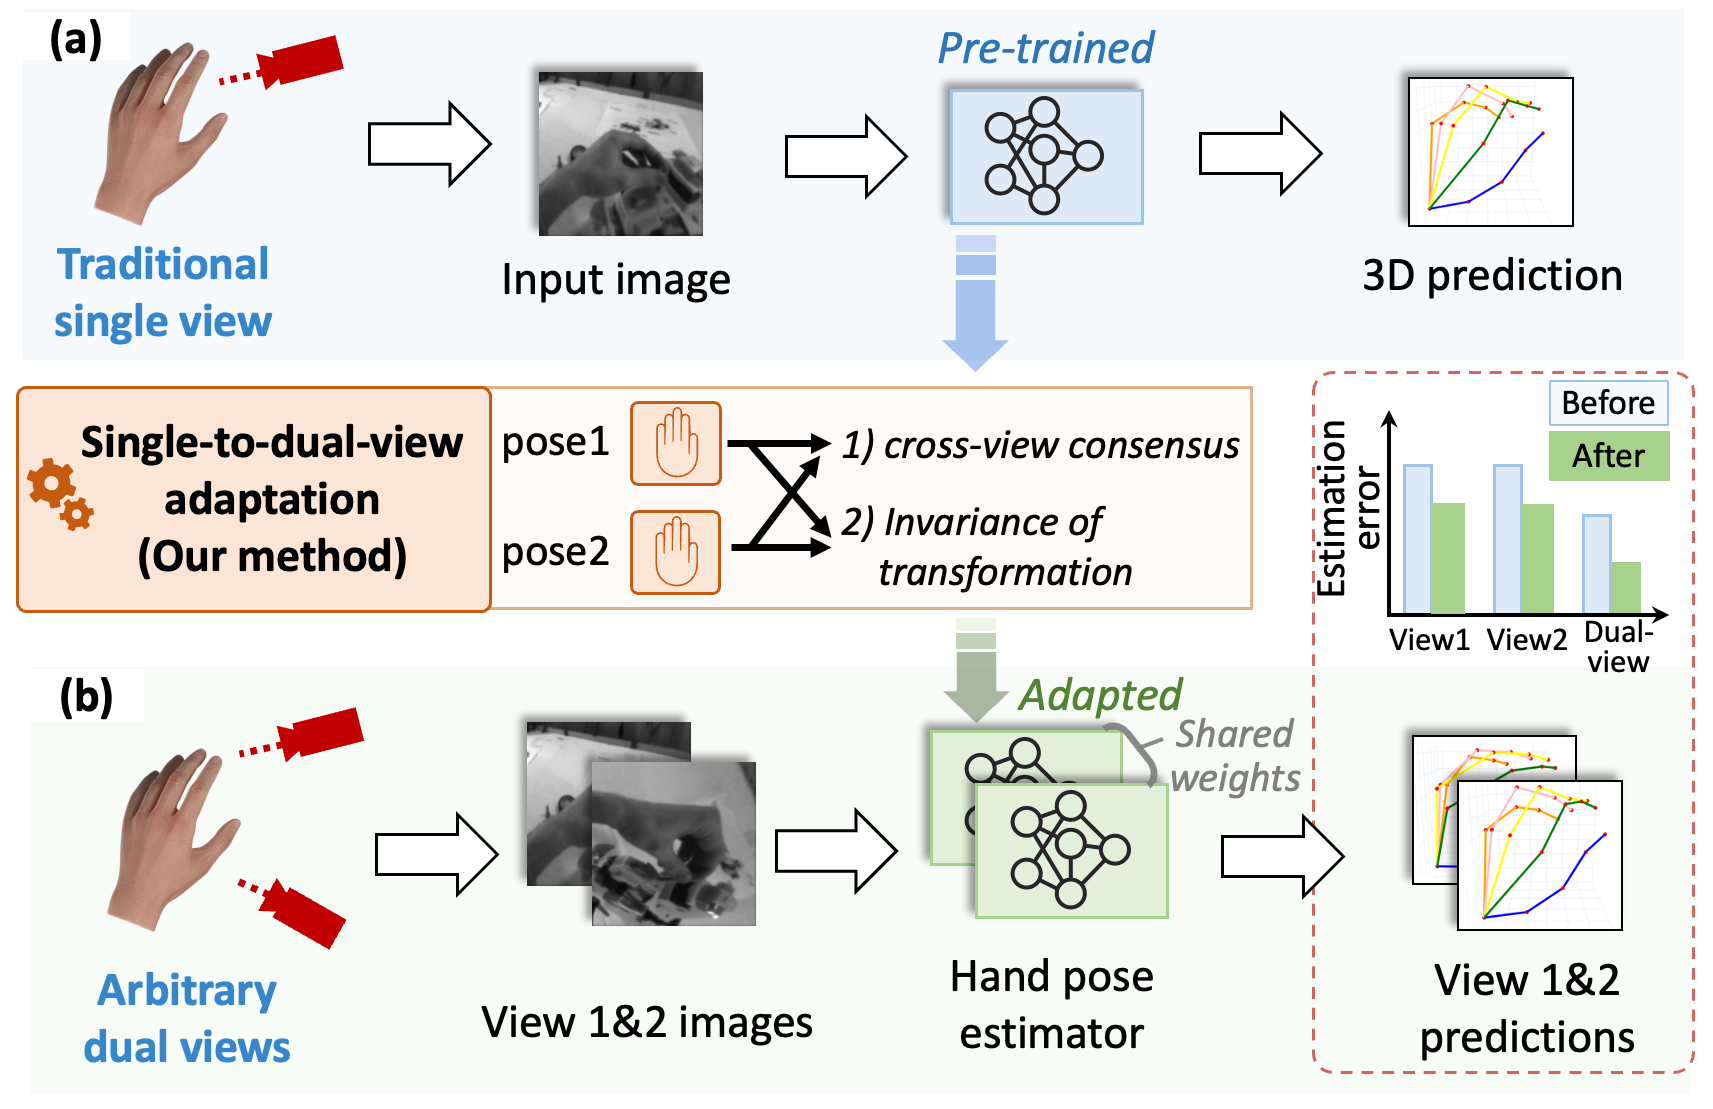 (a)
Pre-trained
Traditional
single view
Input image
3D prediction
Single-to-dual-view
adaptation
(Our method)
pose1
pose2
1) cross-view consensus
2) Invariance of
transformation
Before
After
Estimation
error
View1
View2
Dual-
view
(b)
Adapted
Shared
weights
Arbitrary
dual views
View 1&2 images
Hand pose
estimator
View 1&2
predictions